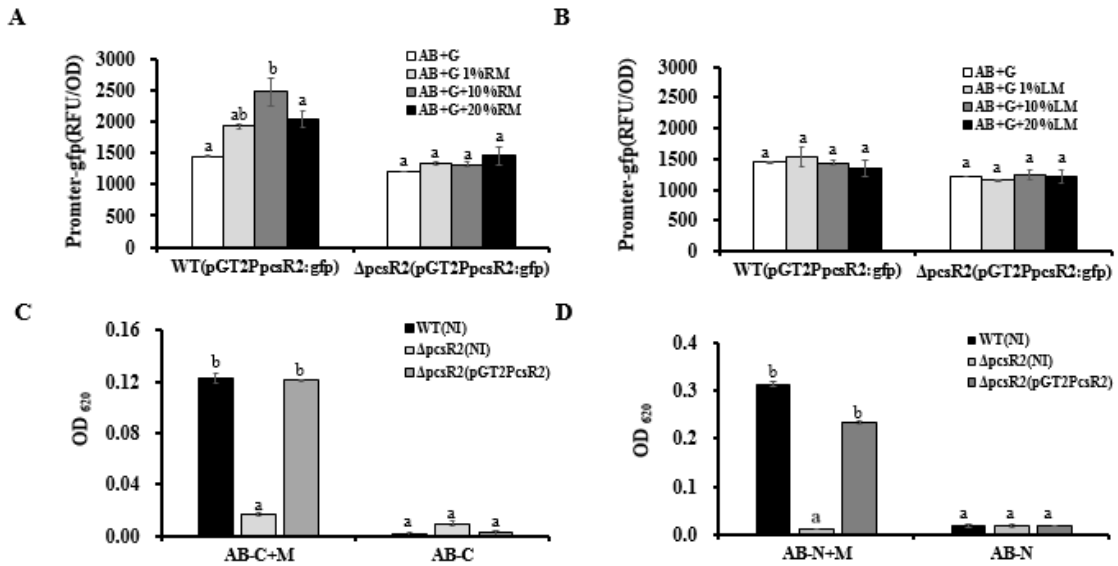 A
Promter-gfp(RFU/OD)
3000
2500
2000
1500
1000
500
0
AB+G
AB+G 1%RM
AB+G+10%RM
AB+G+20%RM
a
ab
b
a
a
a
a
a
WT(pGT2PpcsR2:gfp)
ΔpcsR2(pGT2PpcsR2:gfp)
B
Promter-gfp(RFU/OD)
3000
2500
2000
1500
1000
500
0
AB+G
AB+G 1%LM
AB+G+10%LM
AB+G+20%LM
a
a
a
a
a
a
a
a
WT(pGT2PpcsR2:gfp)
ΔpcsR2(pGT2PpcsR2:gfp)
C
OD 620
0.16
0.12
0.08
0.04
0.00
WT(NI)
ΔpcsR2(NI)
ΔpcsR2(pGT2PcsR2)
b
a
b
a
a
a
AB-C+M
AB-C
D
OD 620
0.4
0.3
0.2
0.1
0.0
WT(NI)
ΔpcsR2(NI)
ΔpcsR2(pGT2PcsR2)
b
a
b
a
a
a
AB-N+M
AB-N